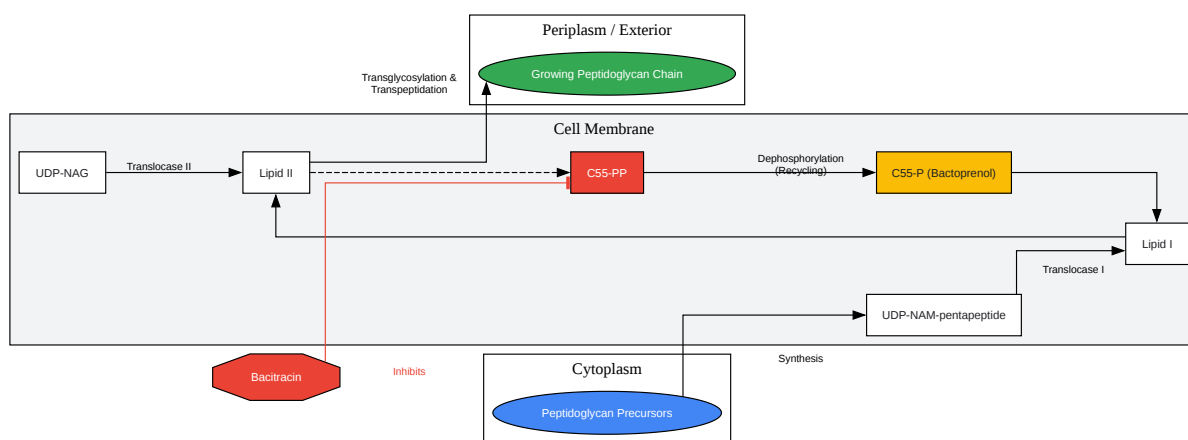 Periplasm / Exterior
Growing Peptidoglycan Chain
Transglycosylation &
Transpeptidation
Cell Membrane
UDP-NAG
Translocase II
Lipid II
C55-PP
Dephosphorylation
(Recycling)
C55-P (Bactoprenol)
Lipid I
Translocase I
UDP-NAM-pentapeptide
Synthesis
Bacitracin
Inhibits
Cytoplasm
Peptidoglycan Precursors